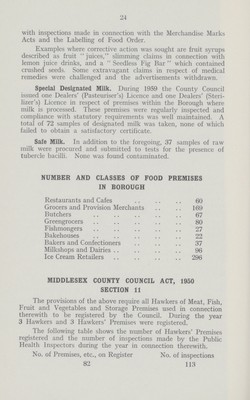 24
with inspections made in connection with the Merchandise Marks
Acts and the Labelling of Food Order.
Examples where corrective action was sought are fruit syrups
described as fruit " juices," slimming claims in connection with
lemon juice drinks, and a " Seedless Fig Bar " which contained
crushed seeds. Some extravagant claims in respect of medical
remedies were challenged and the advertisements withdrawn.
Special Designated Milk. During 1959 the County Council
issued one Dealers' (Pasteurizer's) Licence and one Dealers' (Steri-
lizer's) Licence in respect of premises within the Borough where
milk is processed. These premises were regularly inspected and
compliance with statutory requirements was well maintained. A
total of 72 samples of designated milk was taken, none of which
failed to obtain a satisfactory certificate.
Safe Milk. In addition to the foregoing, 37 samples of raw
milk were procured and submitted to tests for the presence of
tubercle bacilli. None was found contaminated.
NUMBER AND CLASSES OF FOOD PREMISES
IN BOROUGH
Restaurants and Cafes .. .. .. .. 60
Grocers and Provision Merchants .. .. .. 169
Butchers .. .. .. .. .. .. 67
Greengrocers .. .. .. .. .. .. 80
Fishmongers .. .. .. .. .. .. 27
Bakehouses .. .. .. .. .. .. 22
Bakers and Confectioners .. .. .. .. 37
Milkshops and Dairies .. .. .. .. .. 96
Ice Cream Retailers .. .. .. .. .. 296
MIDDLESEX COUNTY COUNCIL ACT, 1950
SECTION 11
The provisions of the above require all Hawkers of Meat, Fish,
Fruit and Vegetables and Storage Premises used in connection
therewith to be registered by the Council. During the year
3 Hawkers and 3 Hawkers' Premises were registered.
The following table shows the number of Hawkers' Premises
registered and the number of inspections made by the Public
Health Inspectors during the year in connection therewith.
No. of Premises, etc., on Register No. of inspections
82 113